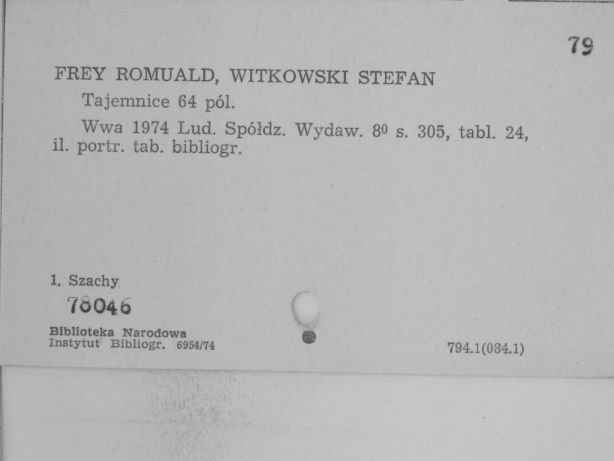 79
FREY ROMUALD, WITKOWSKI STEFAN
Tajemnice 64 pól.
Wwa 1974 Lud. Spółdz. Wydaw. 8⁰ s. 305, tabl. 24,
il. portr. tab. bibliogr.
1. Szachy
78046
Biblioteka Narodowa
Instytut Bibliogr. 6954/74
794.1(084.1)